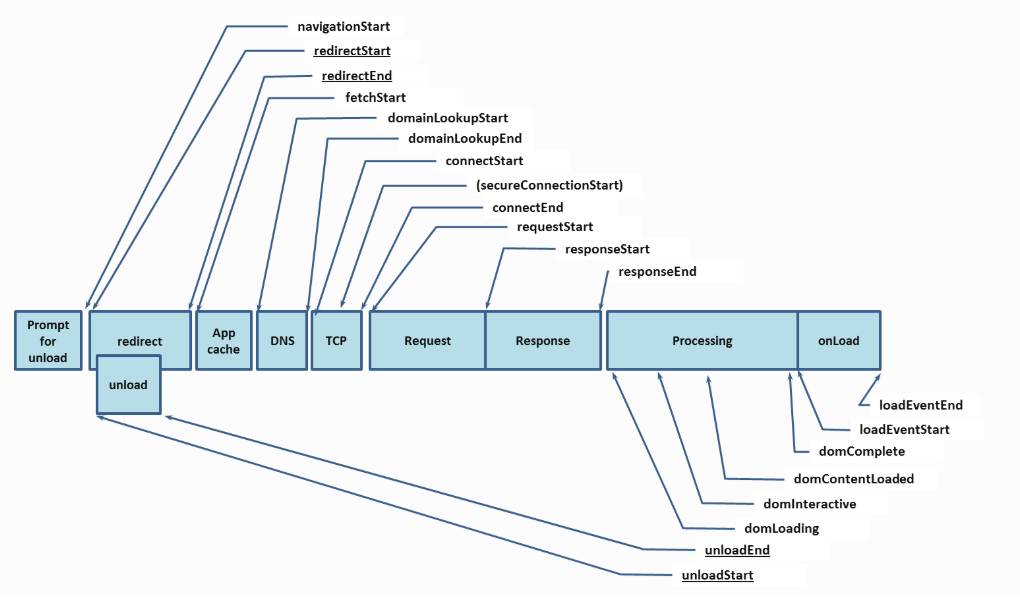 navigationStart
redirectStart
redirectEnd
fetchStart
domainLookupStart
domainLookupEnd
connectStart
(secureConnectionStart)
connectEnd
requestStart
responseStart
responseEnd
Prompt
for
unload
redirect
unload
App
cache
DNS
TCP
Request
Response
Processing
onLoad
loadEventEnd
loadEventStart
domComplete
domContentLoaded
domInteractive
domLoading
unloadEnd
unloadStart